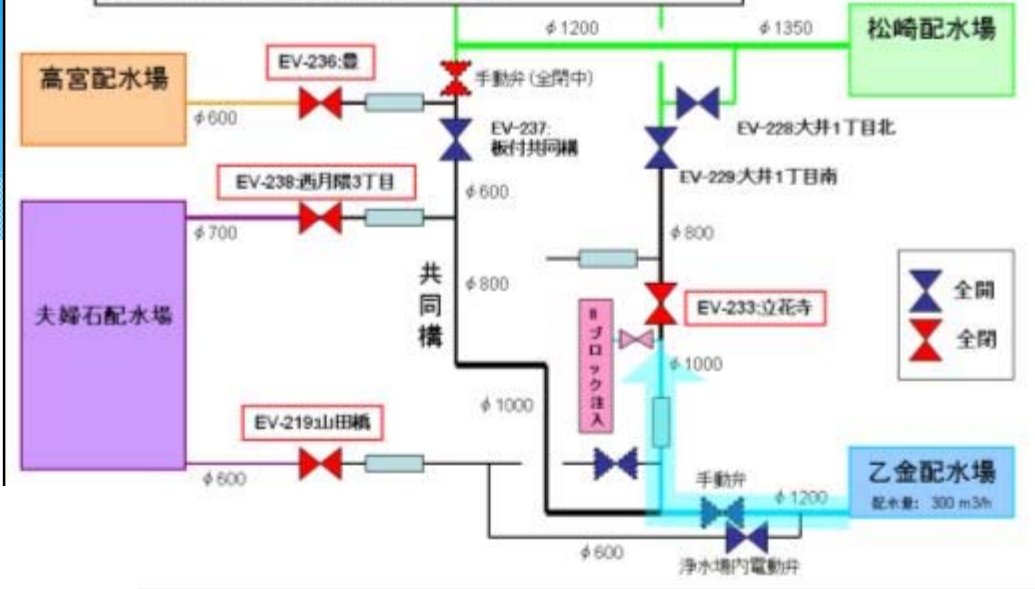 φ1200
φ1350
松崎配水場
高宮配水場
EV-236:豊
手動弁(全閉中)
φ600
EV-237:
板付共同構
EV-228:大井1丁目北
EV-238:西月隈3丁目
φ600
EV-229:大井1丁目南
φ700
φ800
共同構
φ800
全開
夫婦石配水場
EV-233:立花寺
全閉
Bブロック注入
φ1000
φ1000
EV-219:山田橋
φ600
手動弁
φ1200
乙金配水場
配水量: 300 m3/h
φ600
浄水場内電動弁